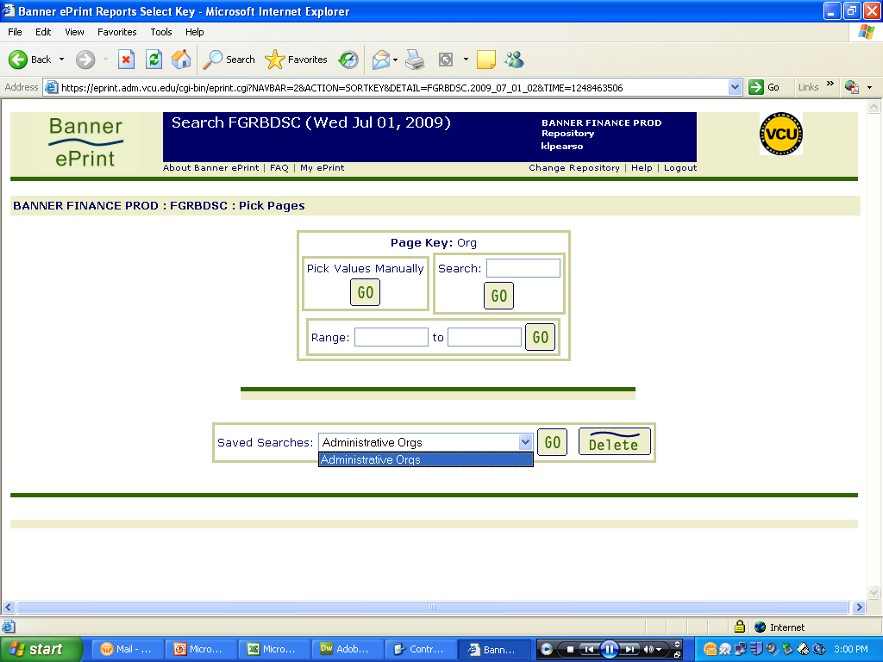 Banner ePrint Reports Select Key - Microsoft Internet Explorer
File Edit View Favorites Tools Help
Back Search Favorites
Address https://eprint.adm.vcu.edu/cgi-bin/eprint.cgi?NAVBAR=2&ACTION=SORTKEY&DETAIL=FGRBDSC.2009_07_01_02&TIME=1248463506 Go Links »
Banner
ePrint
Search FGRBDSC (Wed Jul 01, 2009)
BANNER FINANCE PROD
Repository
klpearso
VCU
About Banner ePrint | FAQ | My ePrint Change Repository | Help | Logout
BANNER FINANCE PROD : FGRBDSC : Pick Pages
Page Key: Org
Pick Values Manually
GO
Search:
GO
Range: to GO
Saved Searches: Administrative Orgs GO Delete
Administrative Orgs
Internet
start Mail - ... Micro... Micro... Adob... Contr... Bann... 3:00 PM